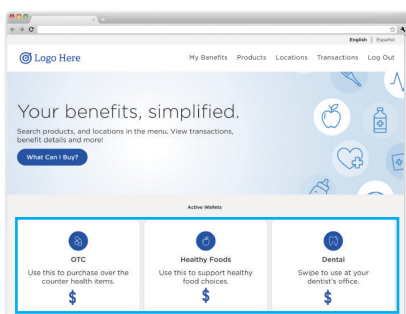 English | Español
Logo Here
My Benefits Products Locations Transactions Log Out
Your benefits, simplified.
Search products, and locations in the menu. View transactions,
benefit details and more!
What Can I Buy?
Active Wallets
OTC
Use this to purchase over the
counter health items.
$
Healthy Foods
Use this to support healthy
food choices.
$
Dental
Swipe to use at your
dentist's office.
$